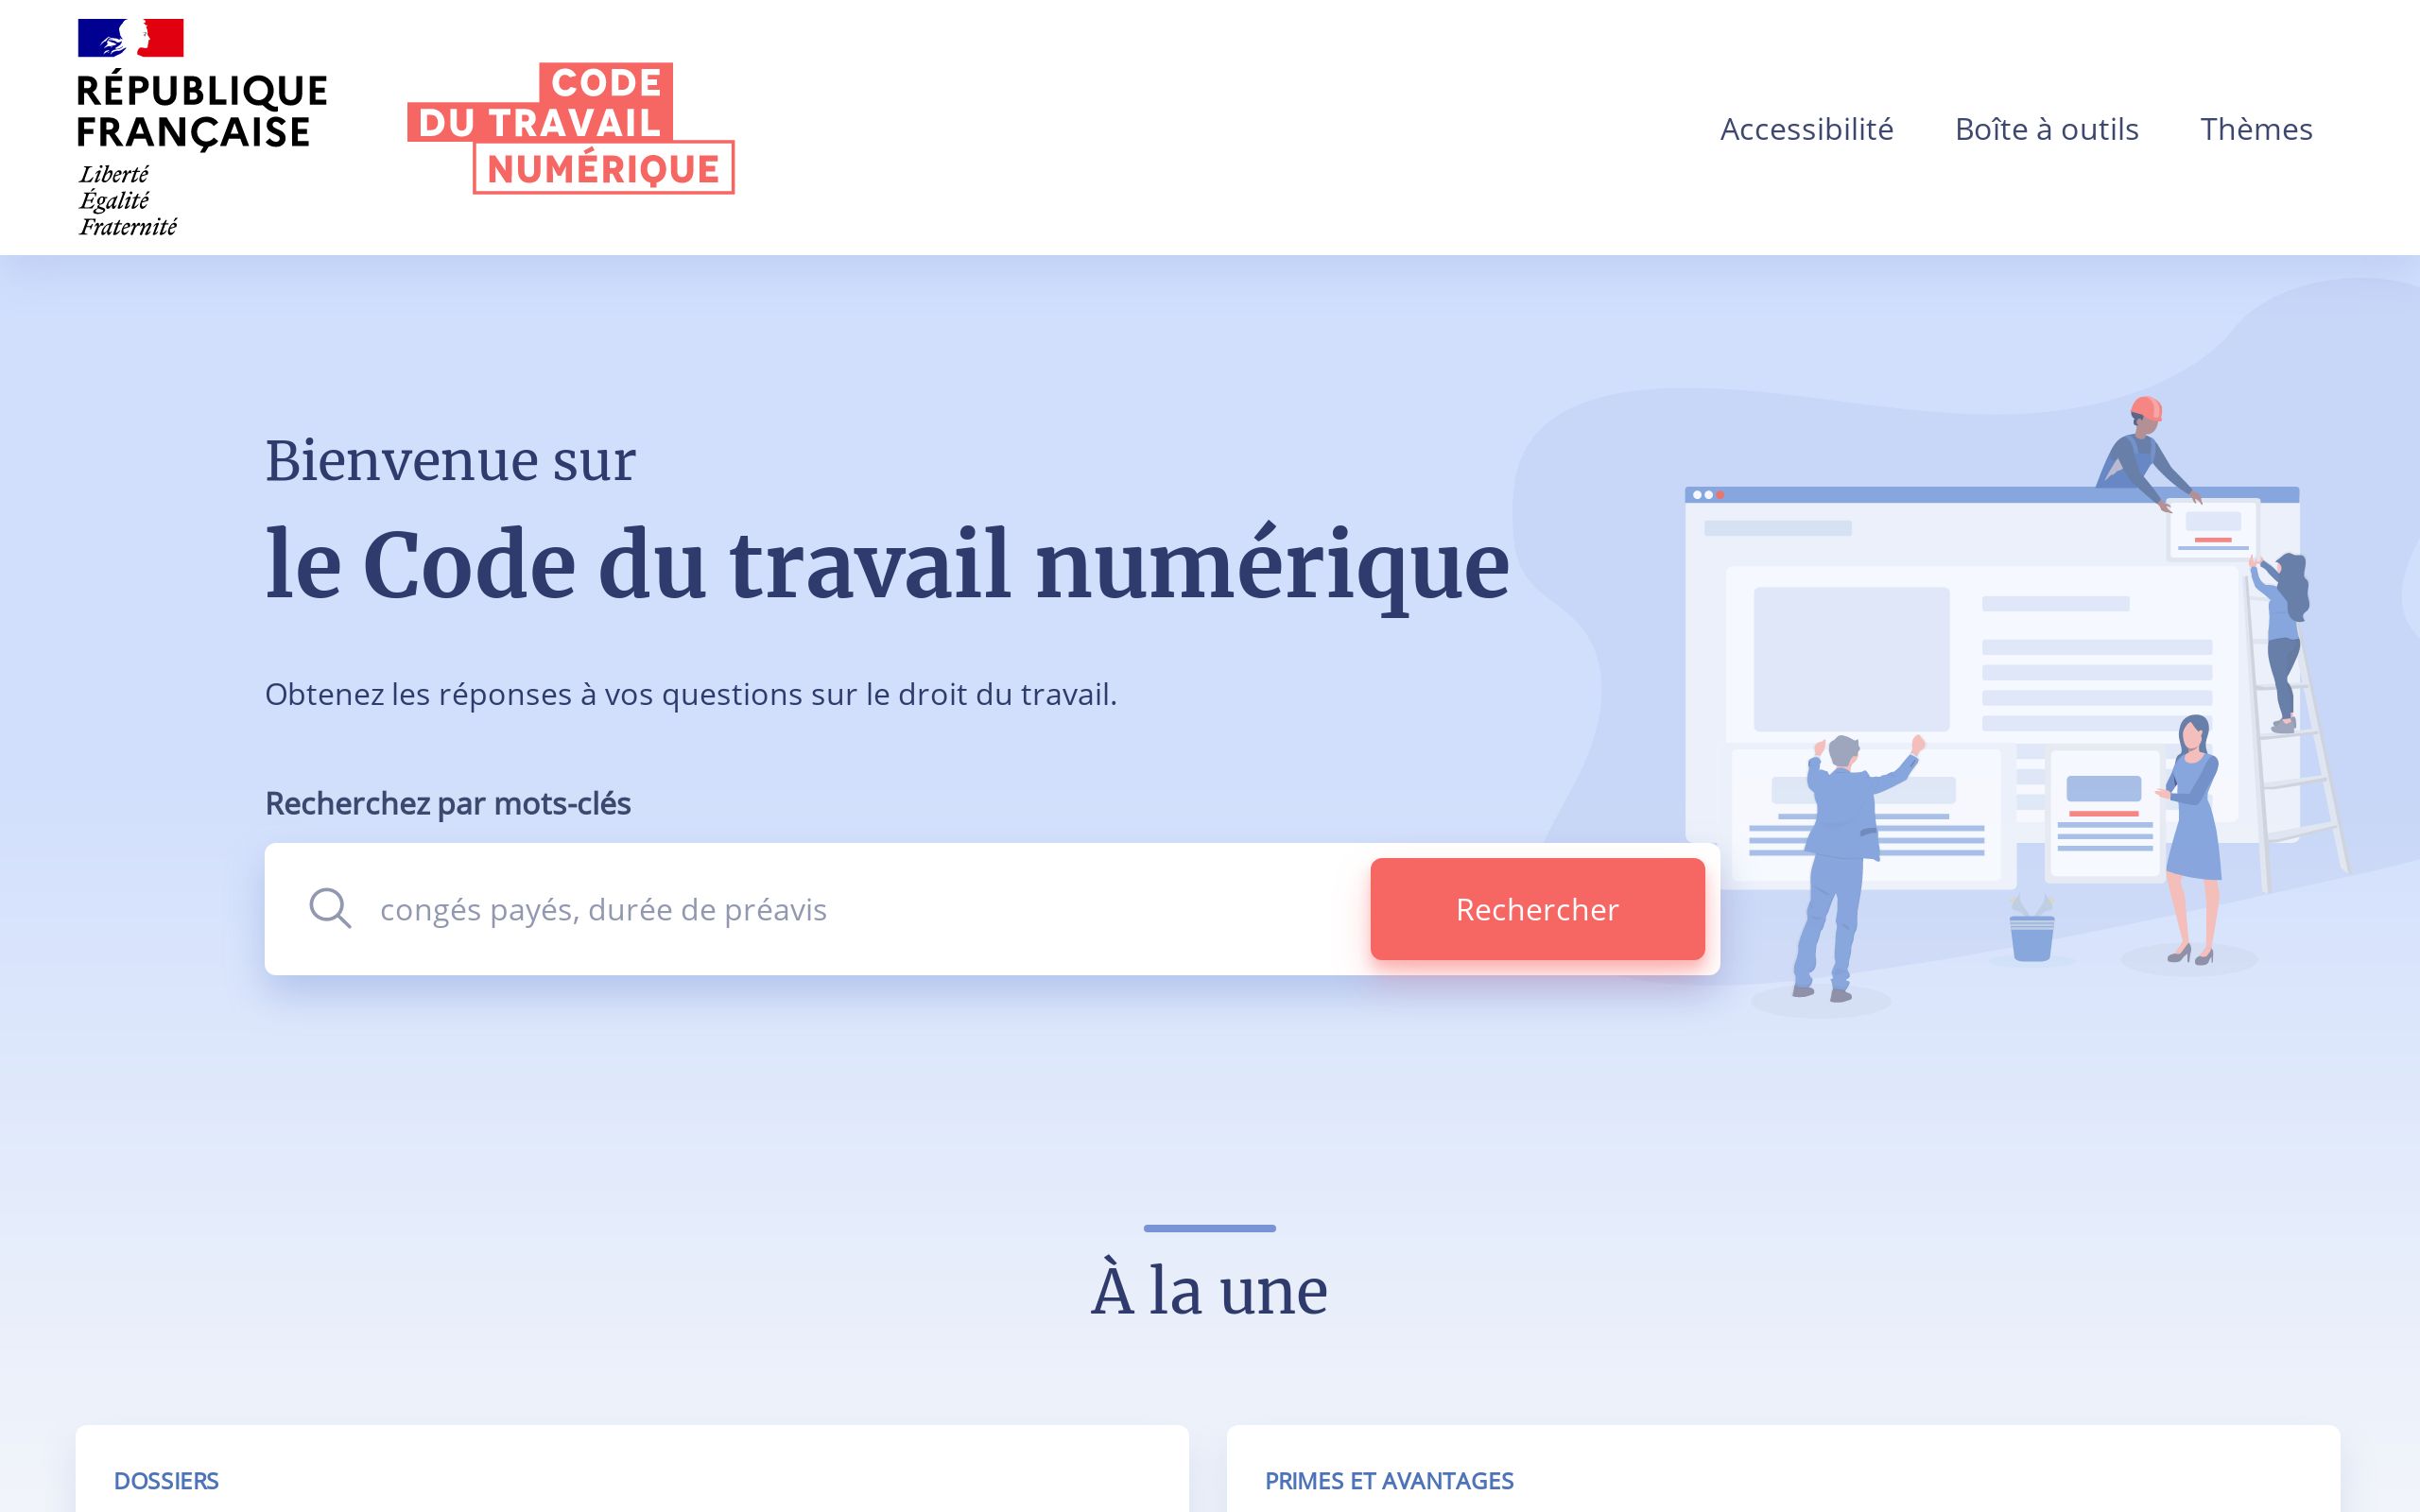 RÉPUBLIQUE
FRANÇAISE
Liberté
Égalité
Fraternité
CODE
DU TRAVAIL
NUMÉRIQUE
Accessibilité
Boîte à outils
Thèmes
Bienvenue sur
le Code du travail numérique
Obtenez les réponses à vos questions sur le droit du travail.
Recherchez par mots-clés
congés payés, durée de préavis
Rechercher
À la une
DOSSIERS
PRIMES ET AVANTAGES